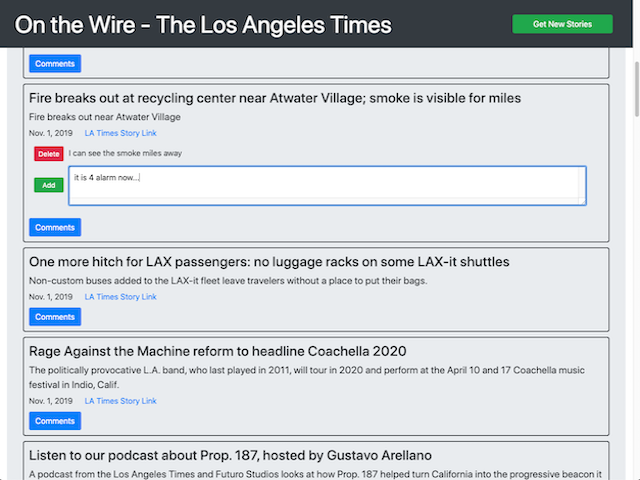 On the Wire - The Los Angeles Times
Get New Stories
Comments
Fire breaks out at recycling center near Atwater Village; smoke is visible for miles
Fire breaks out near Atwater Village
Nov. 1, 2019 LA Times Story Link
Delete I can see the smoke miles away
Add it is 4 alarm now...
Comments
One more hitch for LAX passengers: no luggage racks on some LAX-it shuttles
Non-custom buses added to the LAX-it fleet leave travelers without a place to put their bags.
Nov. 1, 2019 LA Times Story Link
Comments
Rage Against the Machine reform to headline Coachella 2020
The politically provocative L.A. band, who last played in 2011, will tour in 2020 and perform at the April 10 and 17 Coachella music
festival in Indio, Calif.
Nov. 1, 2019 LA Times Story Link
Comments
Listen to our podcast about Prop. 187, hosted by Gustavo Arellano
A podcast from the Los Angeles Times and Futuro Studios looks at how Prop. 187 helped turn California into the progressive beacon it